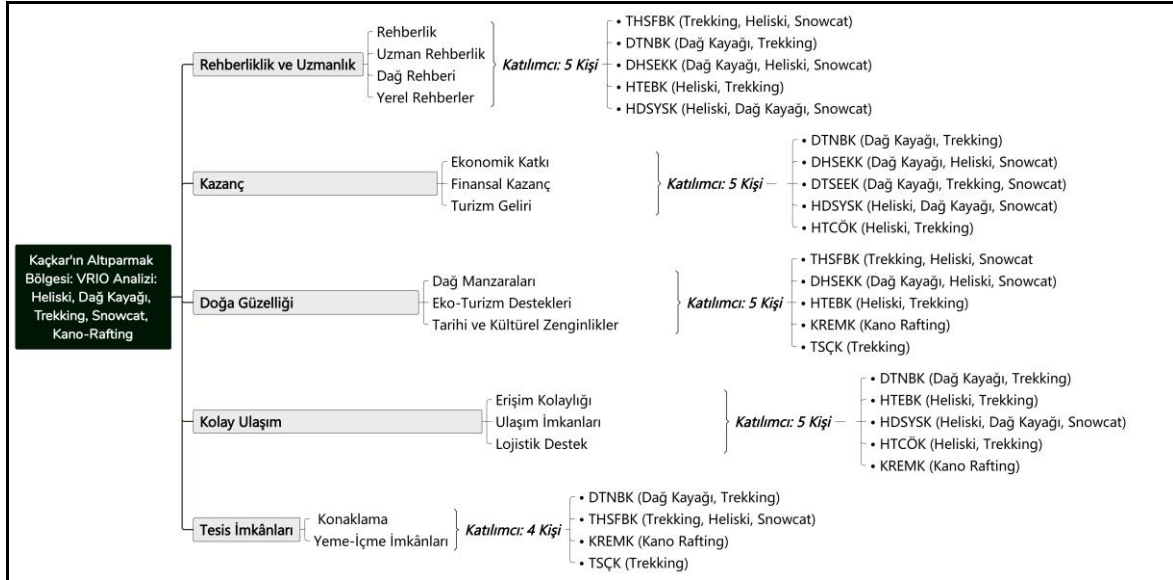 Kaçkar'ın Altıparmak
Bölgesi: VRIO Analizi:
Heliski, Dağ Kayağı,
Trekking, Snowcat,
Kano-Rafting
Rehberliklik ve Uzmanlık
Rehberlik
Uzman Rehberlik
Dağ Rehberi
Yerel Rehberler
Katılımcı: 5 Kişi
• THSFBK (Trekking, Heliski, Snowcat)
• DTNBK (Dağ Kayağı, Trekking)
• DHSEKK (Dağ Kayağı, Heliski, Snowcat)
• HTEBK (Heliski, Trekking)
• HDSYSK (Heliski, Dağ Kayağı, Snowcat)
Kazanç
Ekonomik Katkı
Finansal Kazanç
Turizm Geliri
Katılımcı: 5 Kişi
• DTNBK (Dağ Kayağı, Trekking)
• DHSEKK (Dağ Kayağı, Heliski, Snowcat)
• DTSEEK (Dağ Kayağı, Trekking, Snowcat)
• HDSYSK (Heliski, Dağ Kayağı, Snowcat)
• HTCÖK (Heliski, Trekking)
Doğa Güzelliği
Dağ Manzaraları
Eko-Turizm Destekleri
Tarihi ve Kültürel Zenginlikler
Katılımcı: 5 Kişi
• THSFBK (Trekking, Heliski, Snowcat
• DHSEKK (Dağ Kayağı, Heliski, Snowcat)
• HTEBK (Heliski, Trekking)
• KREMK (Kano Rafting)
• TSÇK (Trekking)
Kolay Ulaşım
Erişim Kolaylığı
Ulaşım İmkanları
Lojistik Destek
Katılımcı: 5 Kişi
• DTNBK (Dağ Kayağı, Trekking)
• HTEBK (Heliski, Trekking)
• HDSYSK (Heliski, Dağ Kayağı, Snowcat)
• HTCÖK (Heliski, Trekking)
• KREMK (Kano Rafting)
Tesis İmkânları
Konaklama
Yeme-İçme İmkânları
Katılımcı: 4 Kişi
• DTNBK (Dağ Kayağı, Trekking)
• THSFBK (Trekking, Heliski, Snowcat)
• KREMK (Kano Rafting)
• TSÇK (Trekking)